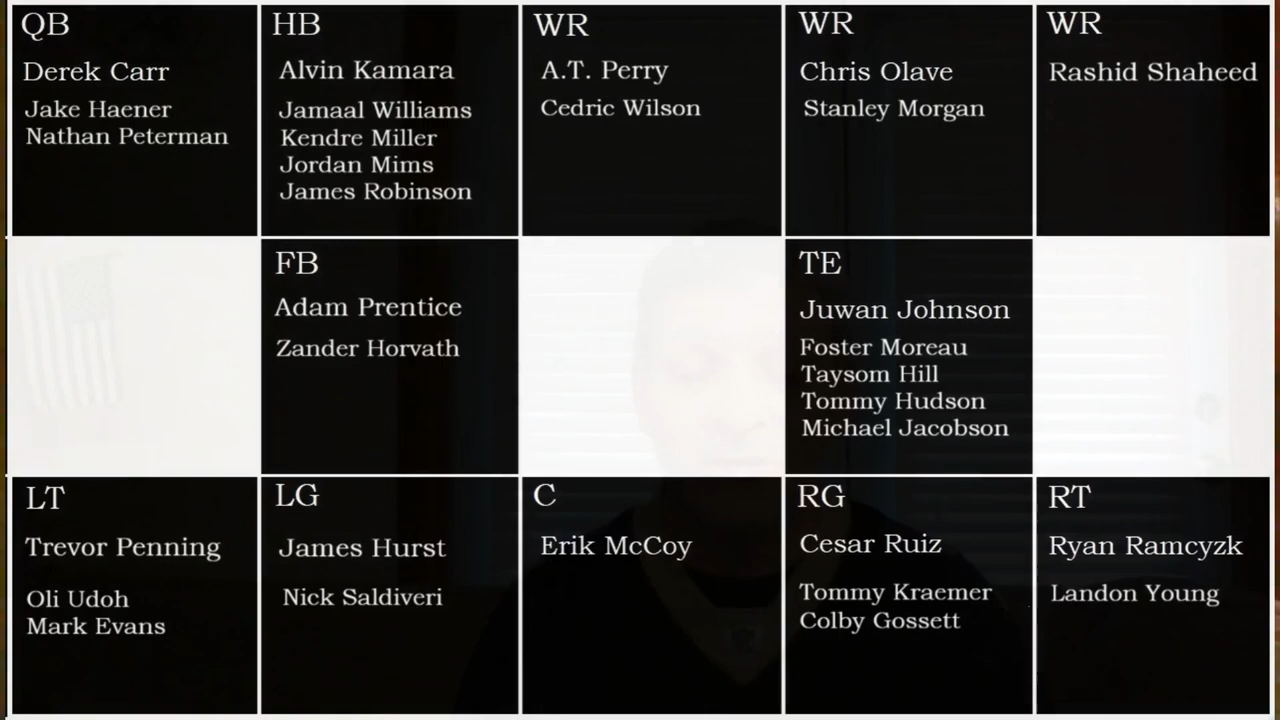 QB
Derek Carr
Jake Haener
Nathan Peterman
HB
Alvin Kamara
Jamaal Williams
Kendre Miller
Jordan Mims
James Robinson
WR
A.T. Perry
Cedric Wilson
WR
Chris Olave
Stanley Morgan
WR
Rashid Shaheed
FB
Adam Prentice
Zander Horvath
TE
Juwan Johnson
Foster Moreau
Taysom Hill
Tommy Hudson
Michael Jacobson
LT
Trevor Penning
Oli Udoh
Mark Evans
LG
James Hurst
Nick Saldiveri
C
Erik McCoy
RG
Cesar Ruiz
Tommy Kraemer
Colby Gossett
RT
Ryan Ramcyzk
Landon Young